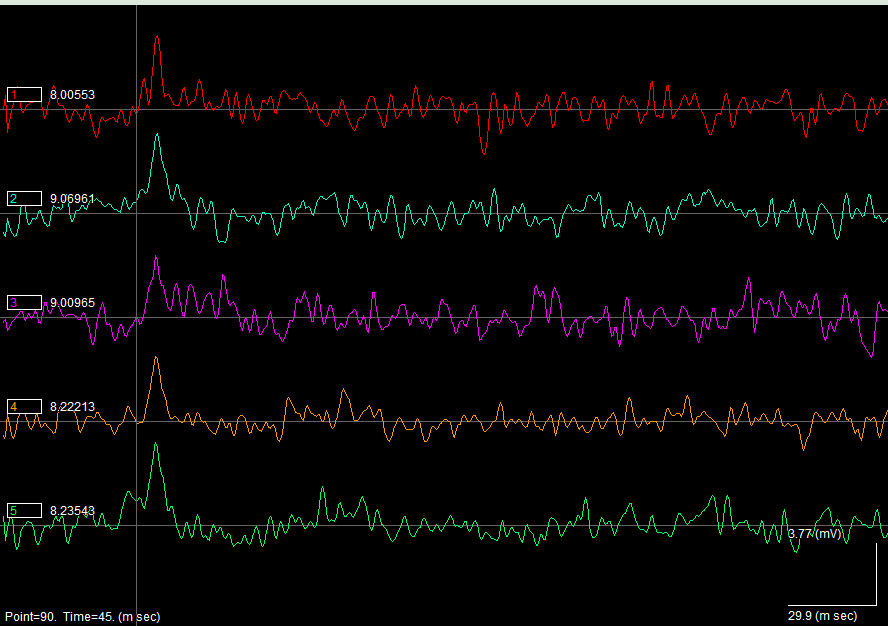 1 8.00553
2 9.06961
3 9.00965
4 8.22213
5 8.23543
3.77 (mV)
29.9 (m sec)
Point=90. Time=45. (m sec)